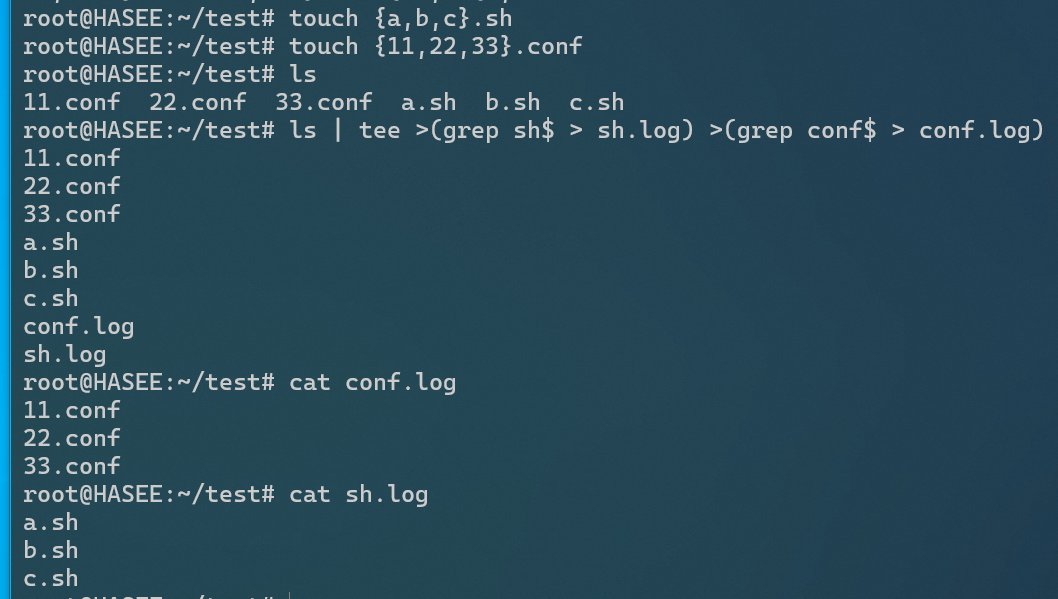 root@HASEE:~/test# touch {a,b,c}.sh
root@HASEE:~/test# touch {11,22,33}.conf
root@HASEE:~/test# ls
11.conf  22.conf  33.conf  a.sh  b.sh  c.sh
root@HASEE:~/test# ls | tee >(grep sh$ > sh.log) >(grep conf$ > conf.log)
11.conf
22.conf
33.conf
a.sh
b.sh
c.sh
conf.log
sh.log
root@HASEE:~/test# cat conf.log
11.conf
22.conf
33.conf
root@HASEE:~/test# cat sh.log
a.sh
b.sh
c.sh